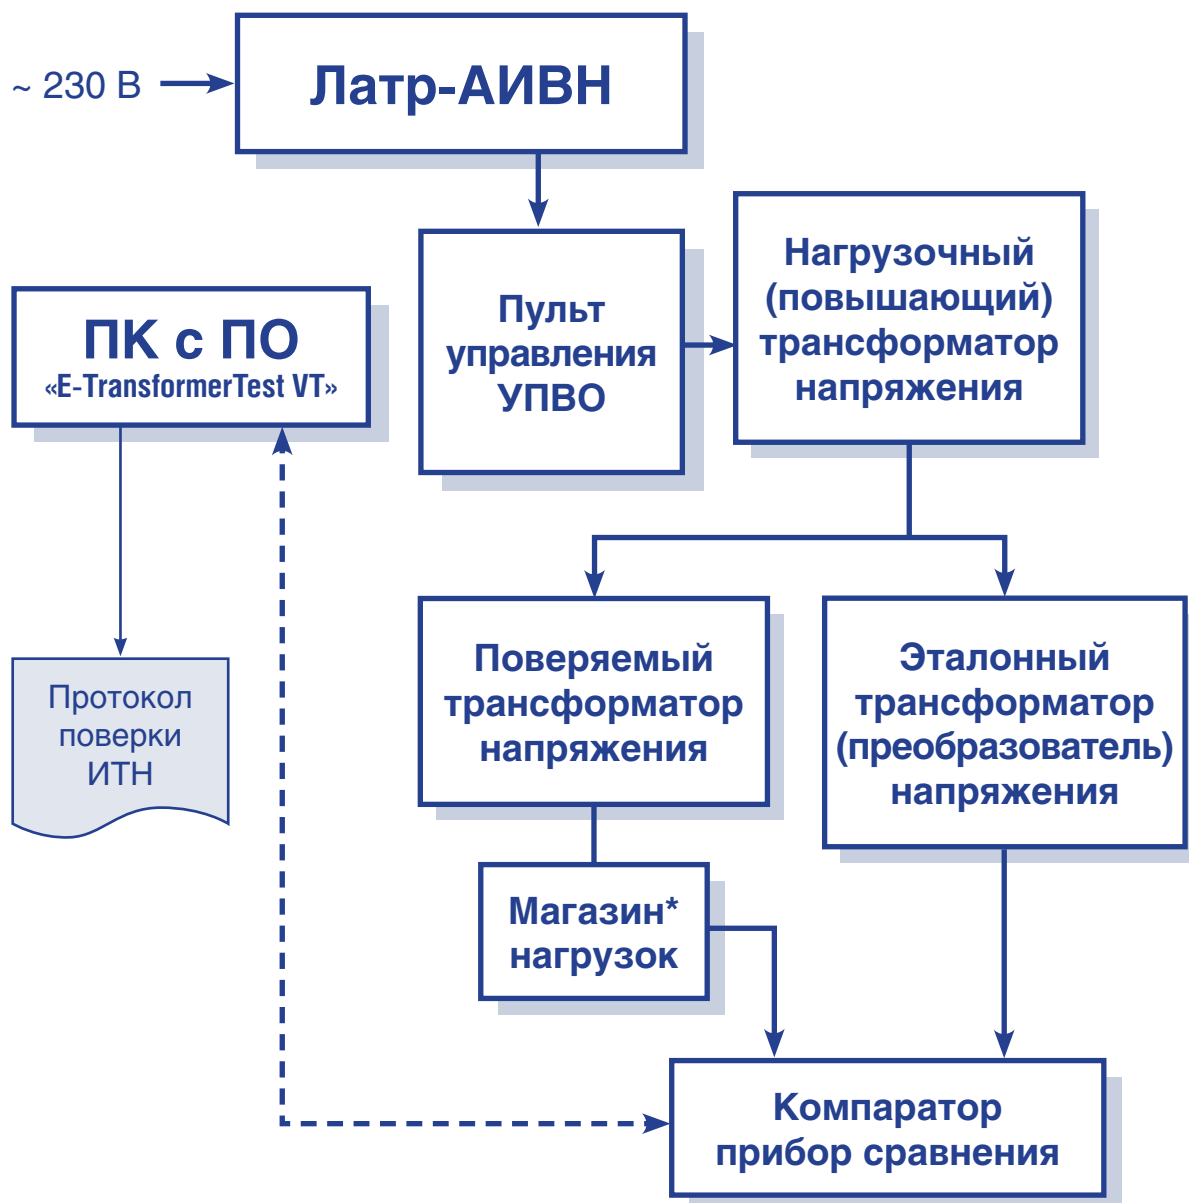 ~ 230 В
Латр-АИВН
Пульт
управления
УПВО
Нагрузочный
(повышающий)
трансформатор
напряжения
ПК с ПО
«E-TransformerTest VT»
Протокол
поверки
ИТН
Поверяемый
трансформатор
напряжения
Эталонный
трансформатор
(преобразователь)
напряжения
Магазин*
нагрузок
Компаратор
прибор сравнения